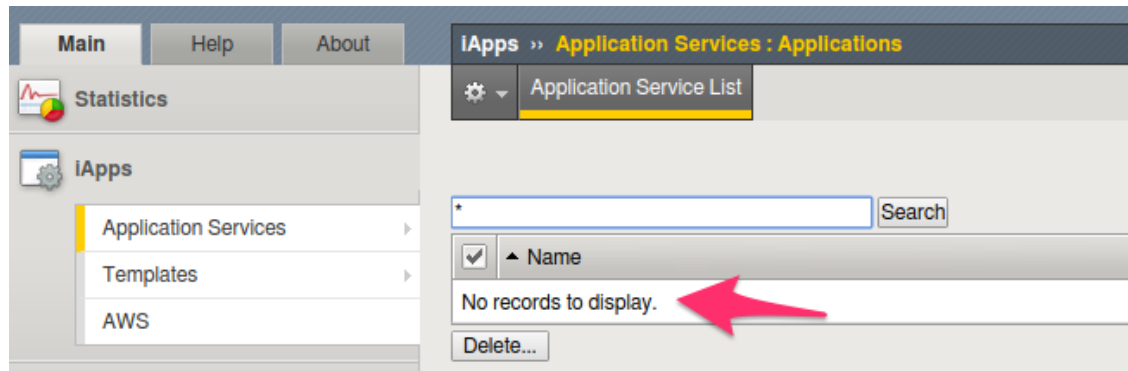 Main
Help
About
Statistics
iApps
Application Services
Templates
AWS
iApps ›› Application Services : Applications
Application Service List
*
Search
Name
No records to display.
Delete...